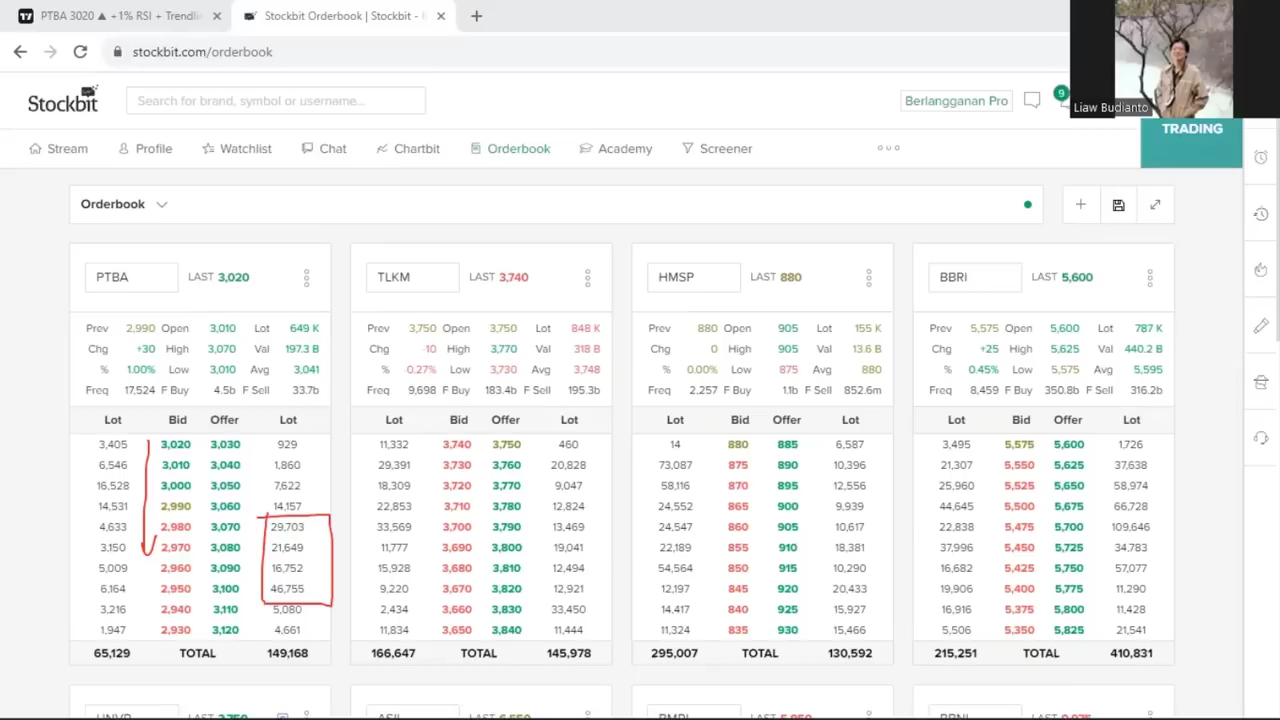 PTBA 3020 ▲ +1% RSI + Trendli
Stockbit Orderbook | Stockbit -
stockbit.com/orderbook
Stockbit
Search for brand, symbol or username...
Berlangganan Pro
9
Liaw Budianto
TRADING
Stream Profile Watchlist Chat Chartbit Orderbook Academy Screener
Orderbook
PTBA LAST 3,020
Prev 2,990 Open 3,010 Lot 649 K
Chg +30 High 3,070 Val 197.3 B
% 1.00% Low 3,010 Avg 3,041
Freq 17,524 F Buy 4.5b F Sell 33.7b
Lot Bid Offer Lot
3,405 3,020 3,030 929
6,546 3,010 3,040 1,860
16,528 3,000 3,050 7,622
14,531 2,990 3,060 14,157
4,633 2,980 3,070 29,703
3,150 2,970 3,080 21,649
5,009 2,960 3,090 16,752
6,164 2,950 3,100 46,755
3,216 2,940 3,110 5,080
1,947 2,930 3,120 4,661
65,129 TOTAL 149,168
TLKM LAST 3,740
Prev 3,750 Open 3,750 Lot 848 K
Chg -10 High 3,770 Val 318 B
% -0.27% Low 3,730 Avg 3,748
Freq 9,698 F Buy 183.4b F Sell 195.3b
Lot Bid Offer Lot
11,332 3,740 3,750 460
29,391 3,730 3,760 20,828
18,309 3,720 3,770 9,047
22,853 3,710 3,780 12,824
33,569 3,700 3,790 13,469
11,777 3,690 3,800 19,041
15,928 3,680 3,810 12,494
9,220 3,670 3,820 12,921
2,434 3,660 3,830 33,450
11,834 3,650 3,840 11,444
166,647 TOTAL 145,978
HMSP LAST 880
Prev 880 Open 905 Lot 155 K
Chg 0 High 905 Val 13.6 B
% 0.00% Low 875 Avg 880
Freq 2,257 F Buy 1.1b F Sell 852.6m
Lot Bid Offer Lot
14 880 885 6,587
73,087 875 890 10,396
58,116 870 895 12,556
24,552 865 900 9,939
24,547 860 905 10,617
22,189 855 910 18,381
54,564 850 915 10,290
12,197 845 920 20,433
14,417 840 925 15,927
11,324 835 930 15,466
295,007 TOTAL 130,592
BBRI LAST 5,600
Prev 5,575 Open 5,600 Lot 787 K
Chg +25 High 5,625 Val 440.2 B
% 0.45% Low 5,575 Avg 5,595
Freq 8,459 F Buy 350.8b F Sell 316.2b
Lot Bid Offer Lot
3,495 5,575 5,600 1,726
21,307 5,550 5,625 37,638
25,960 5,525 5,650 58,974
44,645 5,500 5,675 66,728
22,838 5,475 5,700 109,646
37,996 5,450 5,725 34,783
16,682 5,425 5,750 57,077
19,906 5,400 5,775 11,290
16,916 5,375 5,800 11,428
5,506 5,350 5,825 21,541
215,251 TOTAL 410,831